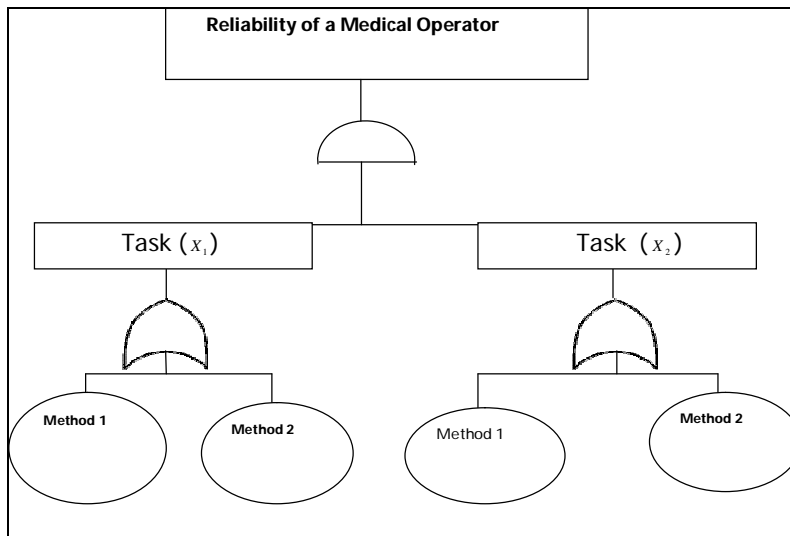 Reliability of a Medical Operator
Task (X₁)
Task (X₂)
Method 1
Method 2
Method 1
Method 2